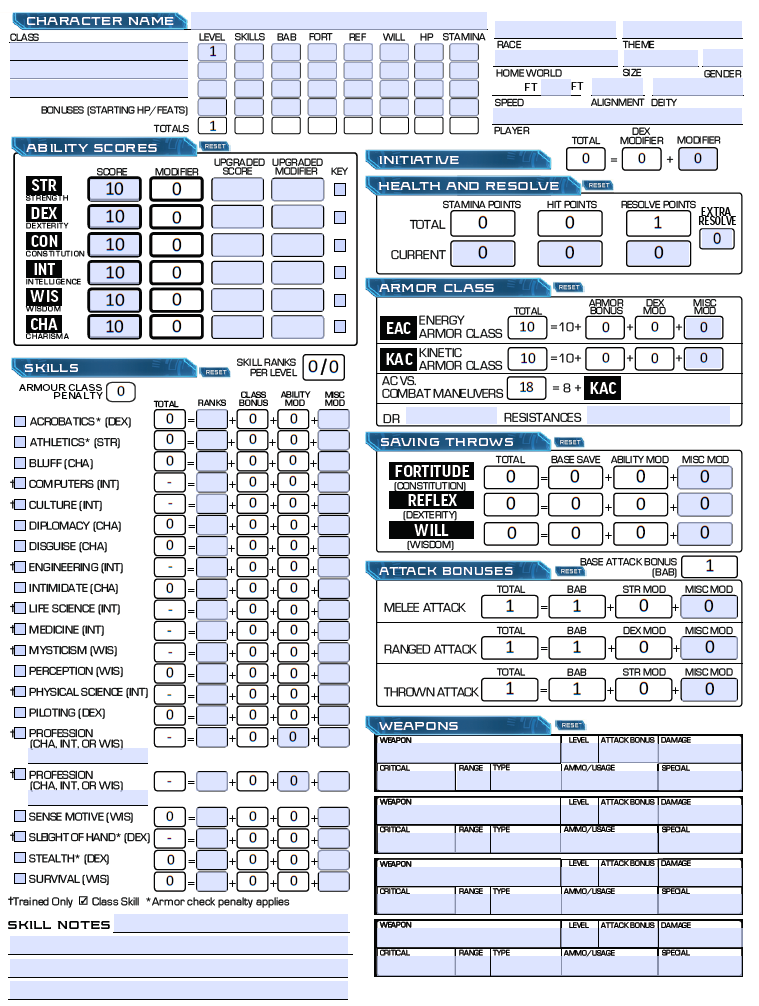 CHARACTER NAME
CLASS LEVEL SKILLS BAB FORT REF WILL HP STAMINA
1
BONUSES (STARTING HP/FEATS)
TOTALS 1
RACE THEME
HOME WORLD SIZE GENDER
FT FT
SPEED ALIGNMENT DEITY
PLAYER
ABILITY SCORES RESET
SCORE MODIFIER UPGRADED SCORE UPGRADED MODIFIER KEY
STR 10 0
STRENGTH
DEX 10 0
DEXTERITY
CON 10 0
CONSTITUTION
INT 10 0
INTELLIGENCE
WIS 10 0
WISDOM
CHA 10 0
CHARISMA
SKILLS RESET
SKILL RANKS PER LEVEL 0/0
ARMOUR CLASS PENALTY 0
TOTAL RANKS CLASS BONUS ABILITY MOD MISC MOD
ACROBATICS* (DEX) 0 = + 0 + 0 +
ATHLETICS* (STR) 0 = + 0 + 0 +
BLUFF (CHA) 0 = + 0 + 0 +
†COMPUTERS (INT) - = + 0 + 0 +
†CULTURE (INT) - = + 0 + 0 +
DIPLOMACY (CHA) 0 = + 0 + 0 +
DISGUISE (CHA) 0 = + 0 + 0 +
†ENGINEERING (INT) - = + 0 + 0 +
INTIMIDATE (CHA) 0 = + 0 + 0 +
†LIFE SCIENCE (INT) - = + 0 + 0 +
†MEDICINE (INT) - = + 0 + 0 +
†MYSTICISM (WIS) - = + 0 + 0 +
PERCEPTION (WIS) 0 = + 0 + 0 +
†PHYSICAL SCIENCE (INT) - = + 0 + 0 +
PILOTING (DEX) 0 = + 0 + 0 +
†PROFESSION - = + 0 + 0 +
(CHA, INT, OR WIS)
†PROFESSION - = + 0 + 0 +
(CHA, INT, OR WIS)
SENSE MOTIVE (WIS) 0 = + 0 + 0 +
†SLBGHT OF HAND* (DEX) - = + 0 + 0 +
STEALTH* (DEX) 0 = + 0 + 0 +
SURVIVAL (WIS) 0 = + 0 + 0 +
†Trained Only ☑ Class Skill *Armor check penalty applies
SKILL NOTES
TOTAL DEX MODIFIER MODIFIER
INITIATIVE 0 = 0 + 0
HEALTH AND RESOLVE RESET
STAMINA POINTS HIT POINTS RESOLVE POINTS EXTRA RESOLVE
TOTAL 0 0 1
CURRENT 0 0 0 0
ARMOR CLASS RESET
TOTAL ARMOR BONUS DEX MOD MISC MOD
EAC ENERGY ARMOR CLASS 10 =10+ 0 + 0 + 0
KAC KINETIC ARMOR CLASS 10 =10+ 0 + 0 + 0
AC VS. COMBAT MANEUVERS 18 = 8 + KAC
DR RESISTANCES
SAVING THROWS RESET
TOTAL BASE SAVE ABILITY MOD MISC MOD
FORTITUDE 0 = 0 + 0 + 0
(CONSTITUTION)
REFLEX 0 = 0 + 0 + 0
(DEXTERITY)
WILL 0 = 0 + 0 + 0
(WISDOM)
ATTACK BONUSES RESET BASE ATTACK BONUS (BAB) 1
TOTAL BAB STR MOD MISC MOD
MELEE ATTACK 1 = 1 + 0 + 0
TOTAL BAB DEX MOD MISC MOD
RANGED ATTACK 1 = 1 + 0 + 0
TOTAL BAB STR MOD MISC MOD
THROWN ATTACK 1 = 1 + 0 + 0
WEAPONS RESET
WEAPON LEVEL ATTACK BONUS DAMAGE
CRITICAL RANGE TYPE AMMO/USAGE SPECIAL
WEAPON LEVEL ATTACK BONUS DAMAGE
CRITICAL RANGE TYPE AMMO/USAGE SPECIAL
WEAPON LEVEL ATTACK BONUS DAMAGE
CRITICAL RANGE TYPE AMMO/USAGE SPECIAL
WEAPON LEVEL ATTACK BONUS DAMAGE
CRITICAL RANGE TYPE AMMO/USAGE SPECIAL